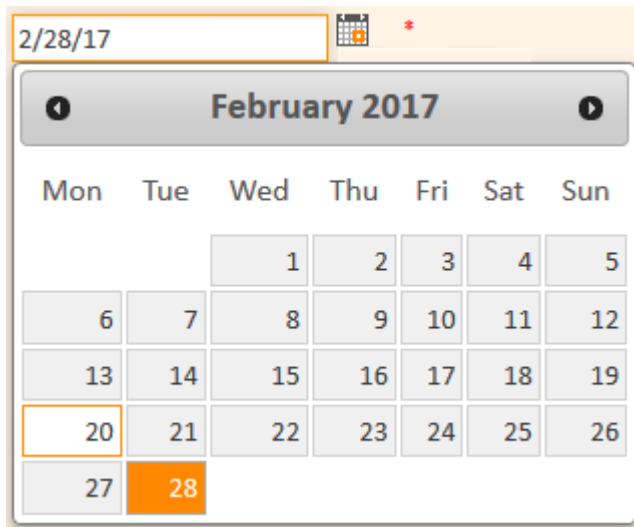 2/28/17 *
February 2017
Mon Tue Wed Thu Fri Sat Sun
1 2 3 4 5
6 7 8 9 10 11 12
13 14 15 16 17 18 19
20 21 22 23 24 25 26
27 28